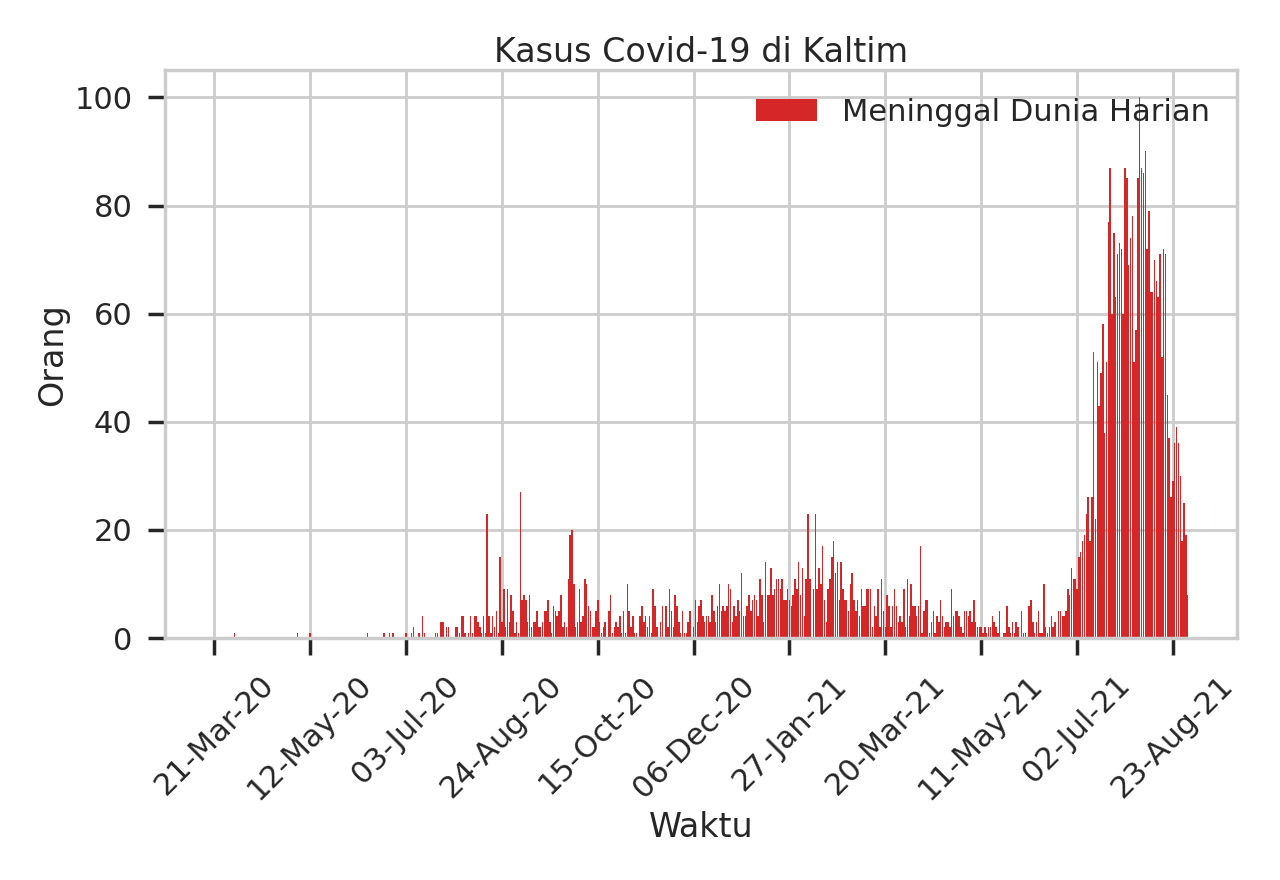 Kasus Covid-19 di Kaltim
Meninggal Dunia Harian
Orang
100
80
60
40
20
0
21-Mar-20
12-May-20
03-Jul-20
24-Aug-20
15-Oct-20
06-Dec-20
27-Jan-21
20-Mar-21
11-May-21
02-Jul-21
23-Aug-21
Waktu